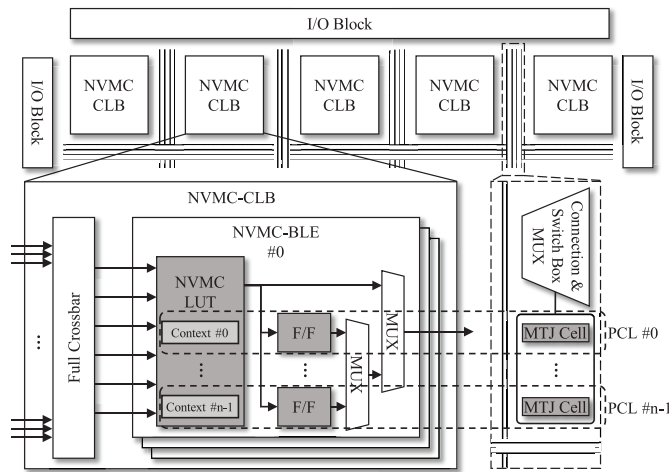 I/O Block
I/O Block
NVMC
CLB
NVMC
CLB
NVMC
CLB
NVMC
CLB
NVMC
CLB
I/O Block
NVMC-CLB
NVMC-BLE
#0
Full Crossbar
...
NVMC
LUT
Context #0
...
Context #n-1
F/F
...
F/F
MUX
MUX
Connection &
Switch Box
MUX
MTJ Cell
PCL #0
...
MTJ Cell
PCL #n-1